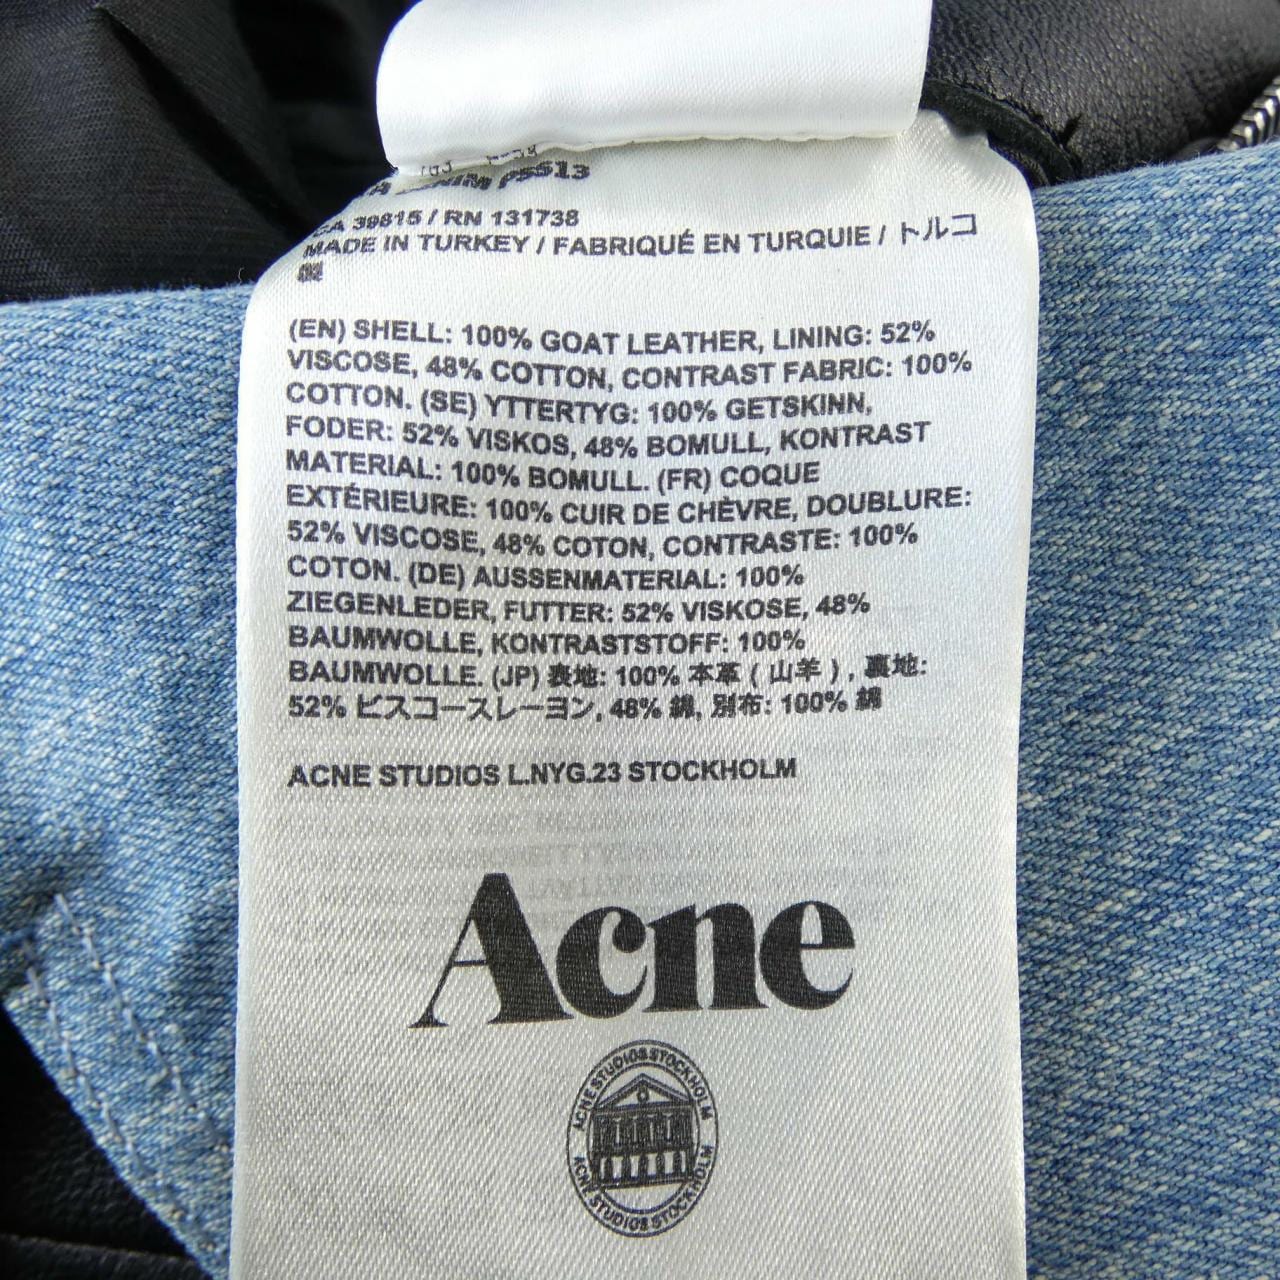 DENIM PSS13
CA 39815 / RN 131738
MADE IN TURKEY / FABRIQUÉ EN TURQUIE / トルコ
製
(EN) SHELL: 100% GOAT LEATHER, LINING: 52%
VISCOSE, 48% COTTON, CONTRAST FABRIC: 100%
COTTON. (SE) YTTERTYG: 100% GETSKINN,
FODER: 52% VISKOS, 48% BOMULL, KONTRAST
MATERIAL: 100% BOMULL. (FR) COQUE
EXTÉRIEURE: 100% CUIR DE CHÈVRE, DOUBLURE:
52% VISCOSE, 48% COTON, CONTRASTE: 100%
COTON. (DE) AUSSENMATERIAL: 100%
ZIEGENLEDER, FUTTER: 52% VISKOSE, 48%
BAUMWOLLE, KONTRASTSTOFF: 100%
BAUMWOLLE. (JP) 表地: 100% 本革 ( 山羊 ) , 裏地:
52% ビスコースレーヨン, 48% 綿, 別布: 100% 綿
ACNE STUDIOS L.NYG.23 STOCKHOLM
Acne
ACNE STUDIOS STOCKHOLM
ACNE STUDIOS STOCKHOLM